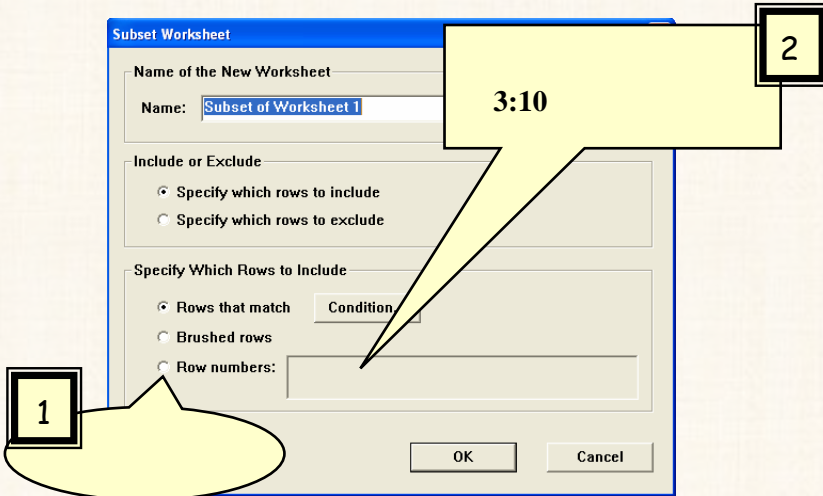 Subset Worksheet
2
Name of the New Worksheet
Name: Subset of Worksheet 1
3:10
Include or Exclude
Specify which rows to include
Specify which rows to exclude
Specify Which Rows to Include
Rows that match Condition...
Brushed rows
Row numbers:
1
OK Cancel